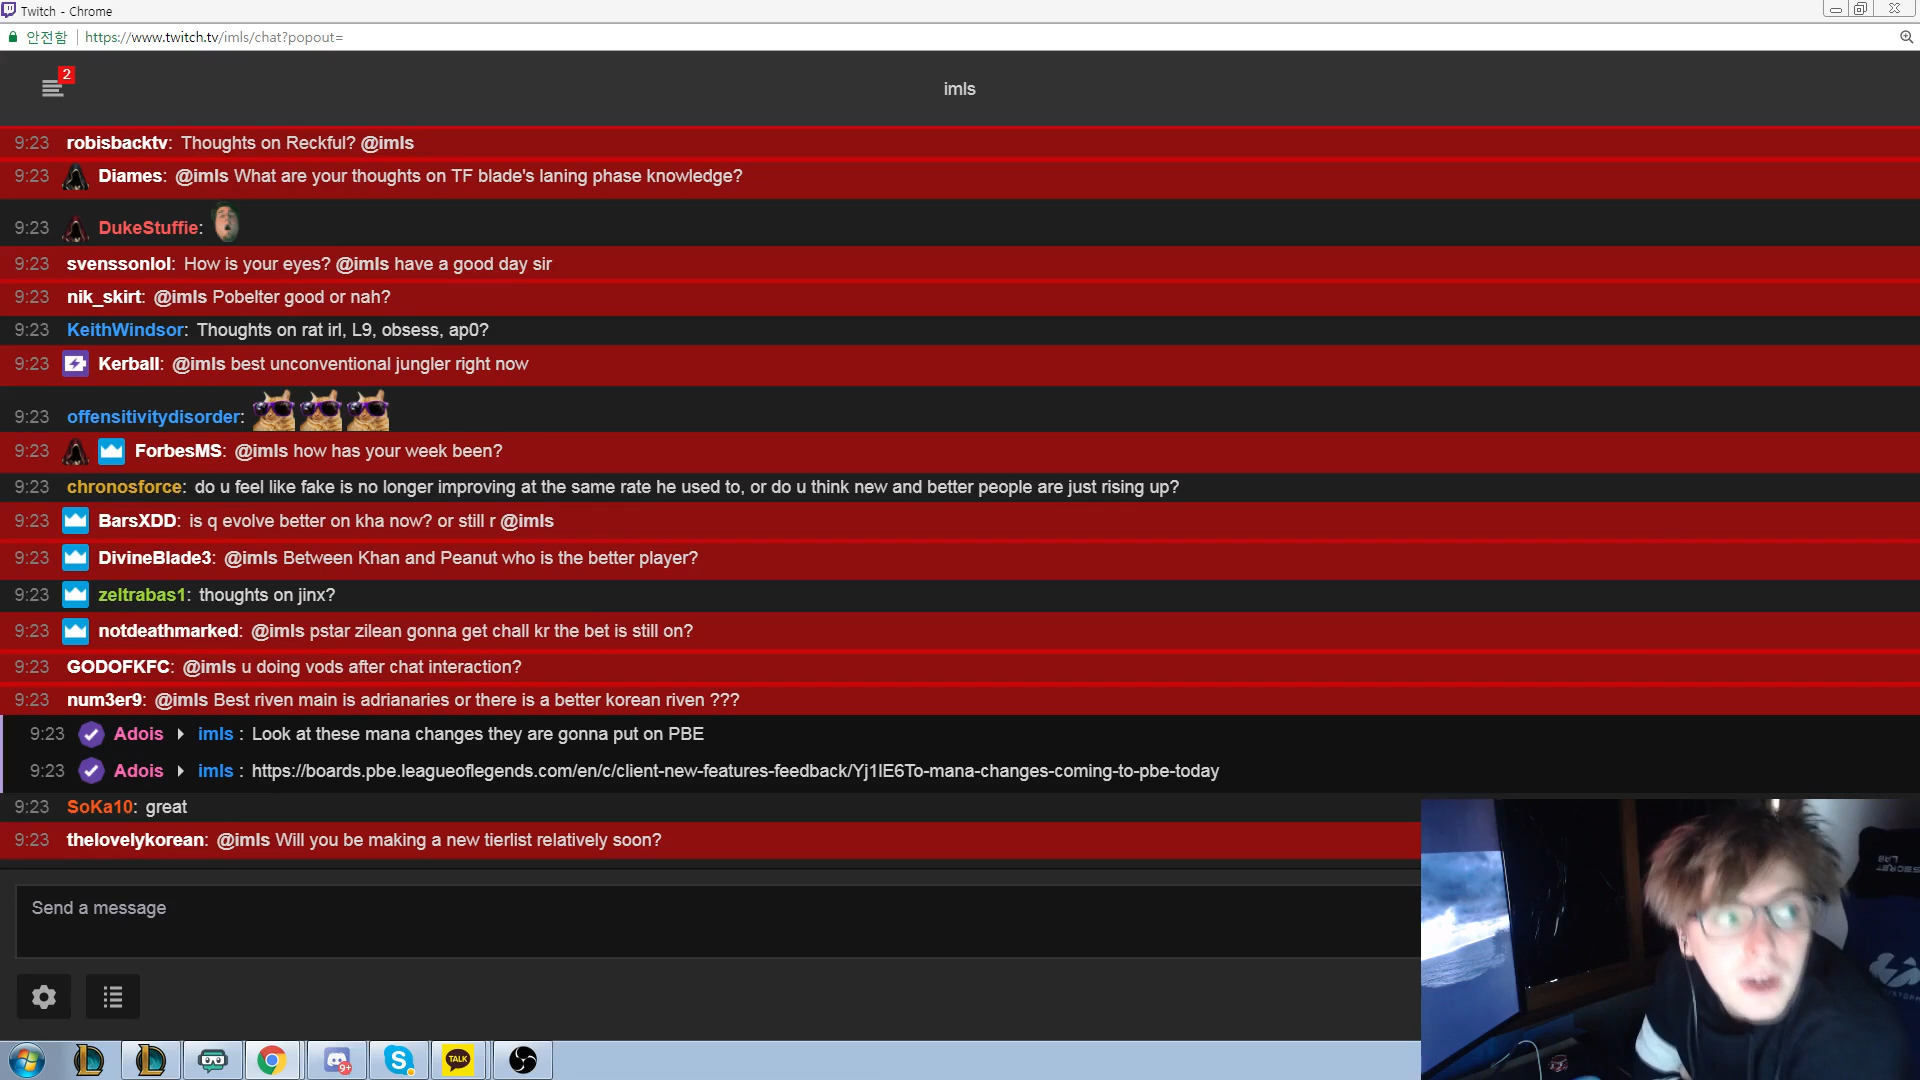 Twitch - Chrome
안전함 https://www.twitch.tv/imls/chat?popout=
2
imls
9:23 robisbacktv: Thoughts on Reckful? @imls
9:23 Diames: @imls What are your thoughts on TF blade's laning phase knowledge?
9:23 DukeStuffie:
9:23 svenssonlol: How is your eyes? @imls have a good day sir
9:23 nik_skirt: @imls Pobelter good or nah?
9:23 KeithWindsor: Thoughts on rat irl, L9, obsess, ap0?
9:23 Kerball: @imls best unconventional jungler right now
9:23 offensitivitydisorder:
9:23 ForbesMS: @imls how has your week been?
9:23 chronosforce: do u feel like fake is no longer improving at the same rate he used to, or do u think new and better people are just rising up?
9:23 BarsXDD: is q evolve better on kha now? or still r @imls
9:23 DivineBlade3: @imls Between Khan and Peanut who is the better player?
9:23 zeltrabas1: thoughts on jinx?
9:23 notdeathmarked: @imls pstar zilean gonna get chall kr the bet is still on?
9:23 GODOFKFC: @imls u doing vods after chat interaction?
9:23 num3er9: @imls Best riven main is adrianaries or there is a better korean riven ???
9:23 Adois imls : Look at these mana changes they are gonna put on PBE
9:23 Adois imls : https://boards.pbe.leagueoflegends.com/en/c/client-new-features-feedback/Yj1lE6To-mana-changes-coming-to-pbe-today
9:23 SoKa10: great
9:23 thelovelykorean: @imls Will you be making a new tierlist relatively soon?
Send a message
9+
TALK